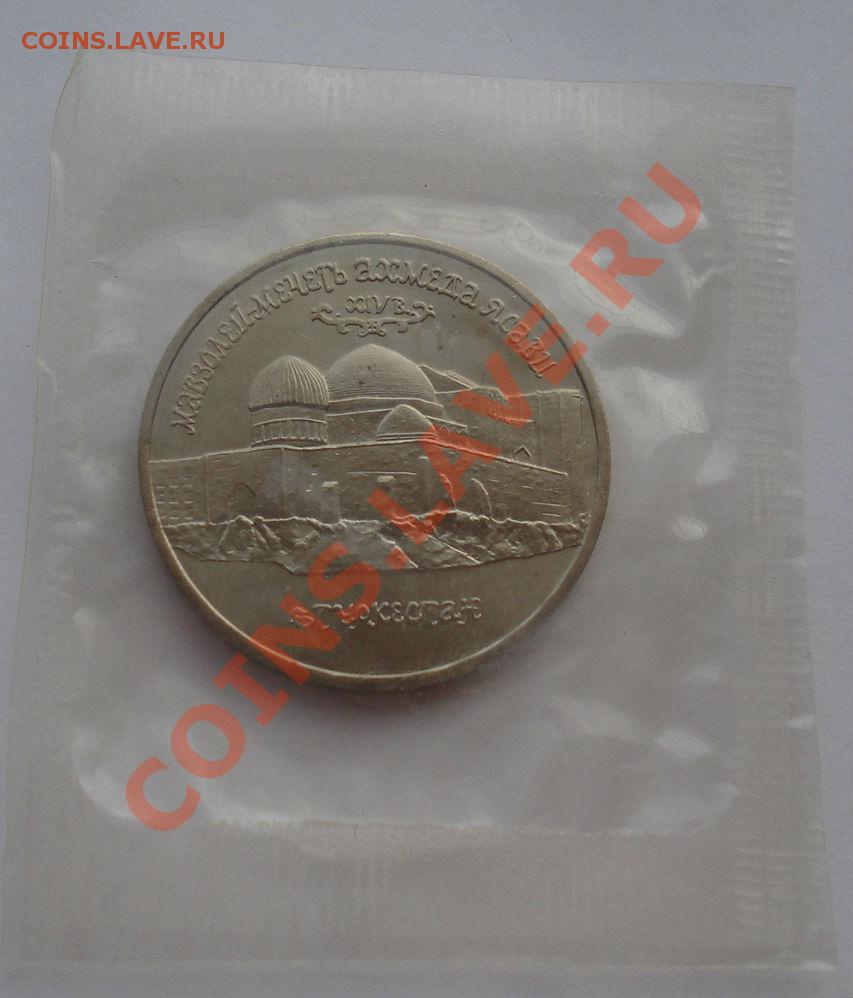 COINS.LAVE.RU
МАВЗОЛЕЙ-МЕЧЕТЬ АХМЕДА ЯСАВИ
XIV В.
В Г.ТУРКЕСТАН
COINS.LAVE.RU